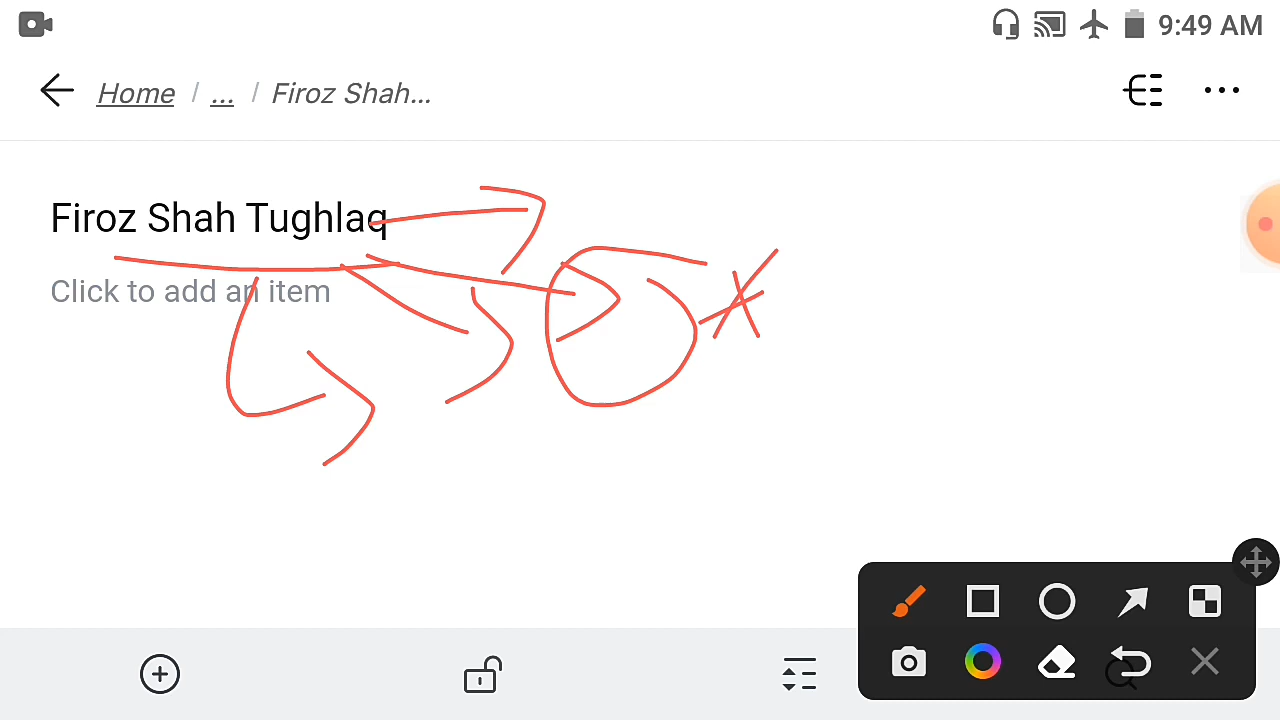 9:49 AM
Home / ... / Firoz Shah...
Firoz Shah Tughlaq
Click to add an item